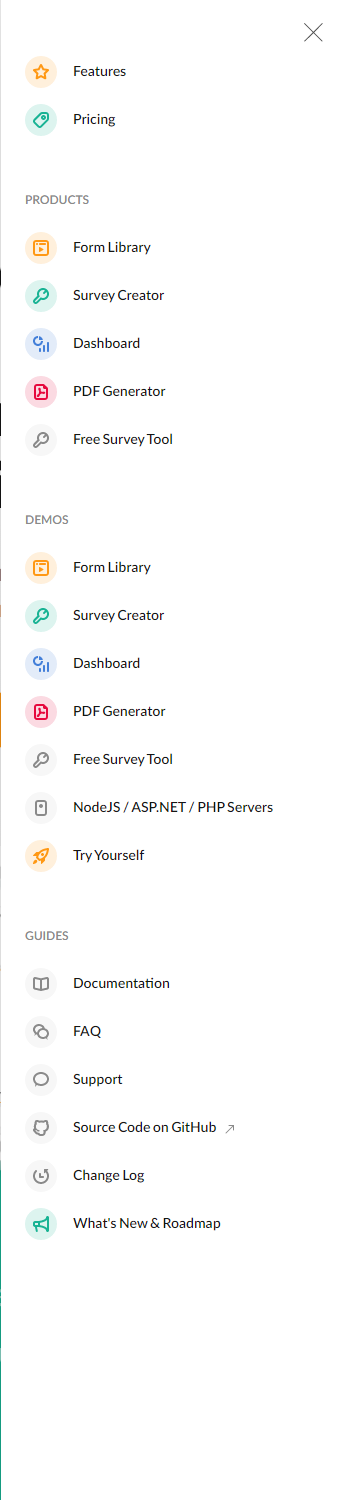 Features
Pricing
PRODUCTS
Form Library
Survey Creator
Dashboard
PDF Generator
Free Survey Tool
DEMOS
Form Library
Survey Creator
Dashboard
PDF Generator
Free Survey Tool
NodeJS / ASP.NET / PHP Servers
Try Yourself
GUIDES
Documentation
FAQ
Support
Source Code on GitHub
Change Log
What's New & Roadmap